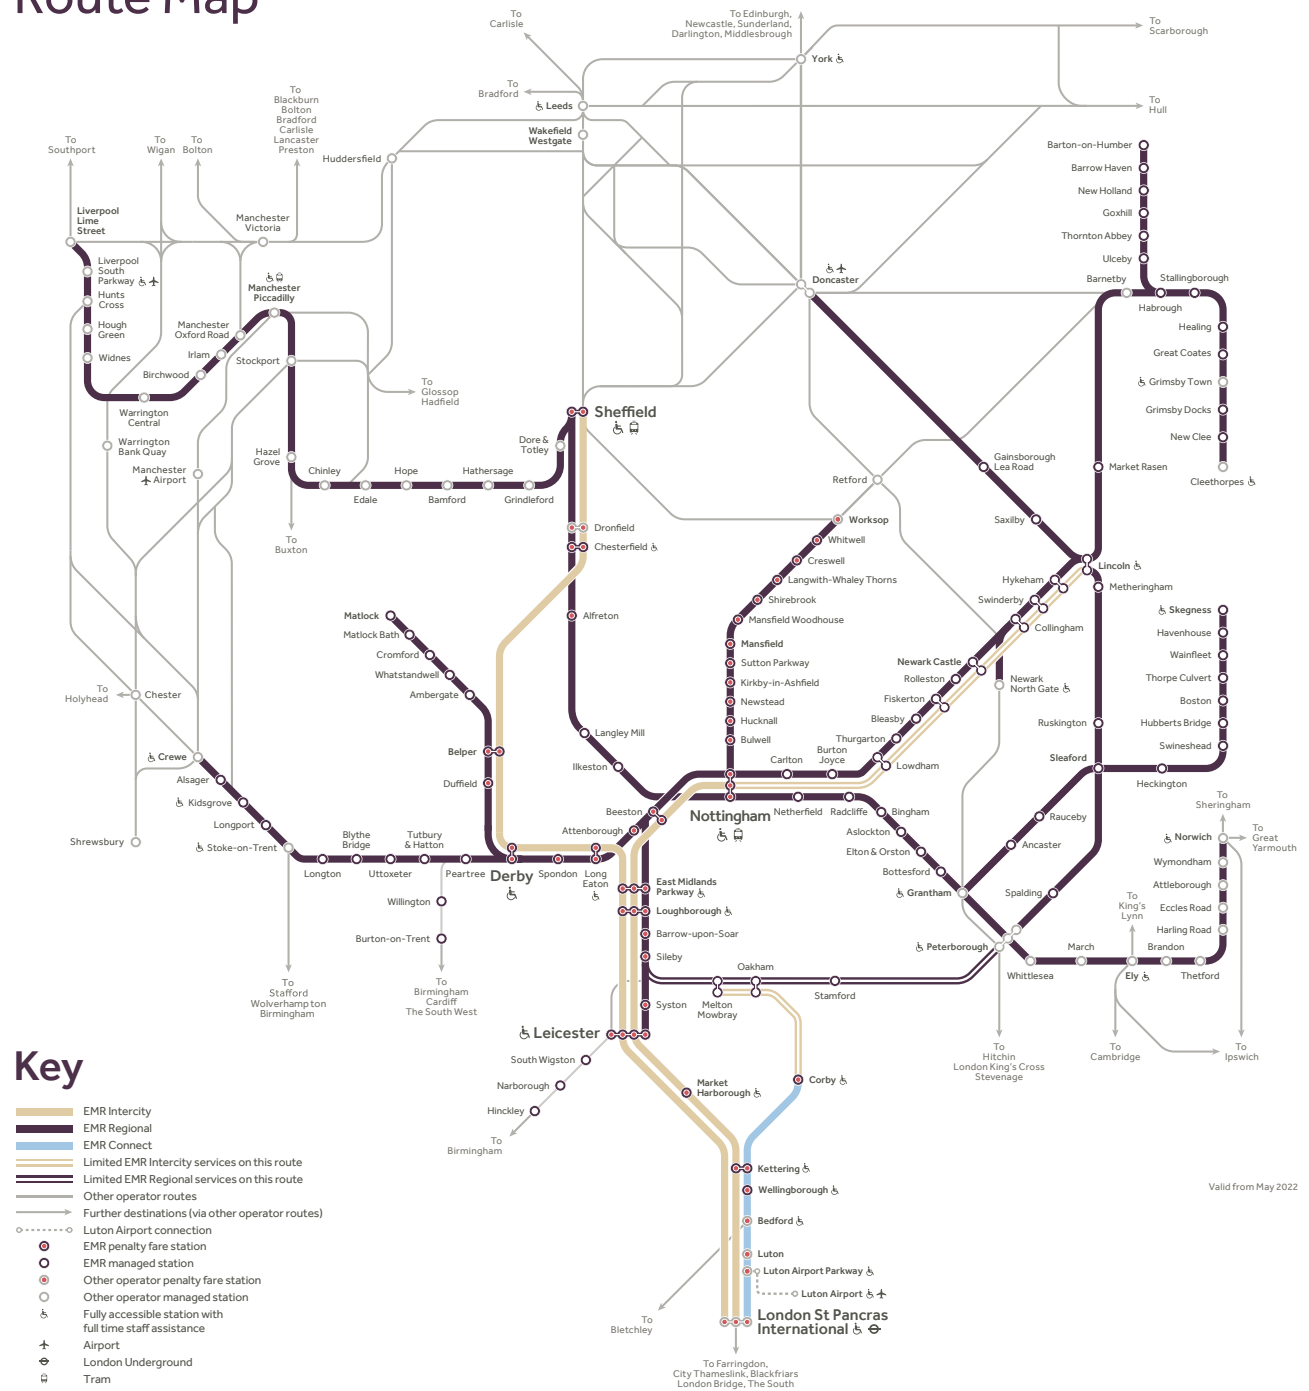 Route Map
To
Carlisle
To Edinburgh,
Newcastle, Sunderland,
Darlington, Middlesbrough
To
Scarborough
York
To
Bradford
Leeds
To
Hull
To
Blackburn
Bolton
Bradford
Carlisle
Lancaster
Preston
Wakefield
Westgate
To
Southport
To
Wigan
To
Bolton
Huddersfield
Barton-on-Humber
Barrow Haven
New Holland
Goxhill
Thornton Abbey
Ulceby
Liverpool
Lime
Street
Manchester
Victoria
Liverpool
South
Parkway
Hunts
Cross
Hough
Green
Widnes
Manchester
Piccadilly
Manchester
Oxford Road
Irlam
Birchwood
Stockport
Doncaster
Barnetby
Stallingborough
Habrough
Healing
Great Coates
Grimsby Town
Grimsby Docks
New Clee
Cleethorpes
To
Glossop
Hadfield
Warrington
Central
Warrington
Bank Quay
Manchester
Airport
Hazel
Grove
Chinley
Edale
Hope
Bamford
Hathersage
Grindleford
Dore &
Totley
Sheffield
To
Buxton
Gainsborough
Lea Road
Market Rasen
Retford
Worksop
Saxilby
Dronfield
Chesterfield
Whitwell
Creswell
Langwith-Whaley Thorns
Shirebrook
Mansfield Woodhouse
Mansfield
Sutton Parkway
Kirkby-in-Ashfield
Newstead
Hucknall
Bulwell
Lincoln
Hykeham
Metheringham
Swinderby
Collingham
Newark Castle
Rolleston
Newark
North Gate
Fiskerton
Bleasby
Thurgarton
Burton
Joyce
Carlton
Lowdham
Skegness
Havenhouse
Wainfleet
Thorpe Culvert
Boston
Hubberts Bridge
Swineshead
Heckington
Ruskington
Sleaford
Alfreton
Matlock
Matlock Bath
Cromford
Whatstandwell
Ambergate
Langley Mill
Ilkeston
Belper
Duffield
To
Holyhead
Chester
Crewe
Alsager
Kidsgrove
Longport
Shrewsbury
Stoke-on-Trent
Longton
Blythe
Bridge
Uttoxeter
Tutbury
& Hatton
Peartree
Derby
Spondon
Long
Eaton
Attenborough
Beeston
Nottingham
Netherfield
Radcliffe
Bingham
Aslockton
Elton & Orston
Bottesford
Grantham
Rauceby
Ancaster
Spalding
To
Sheringham
Norwich
To
Great
Yarmouth
Wymondham
Attleborough
Eccles Road
Harling Road
To
King's
Lynn
Willington
Burton-on-Trent
East Midlands
Parkway
Loughborough
Barrow-upon-Soar
Sileby
Syston
Peterborough
Whittlesea
March
Ely
Brandon
Thetford
To
Stafford
Wolverhampton
Birmingham
To
Birmingham
Cardiff
The South West
Oakham
Melton
Mowbray
Stamford
Leicester
South Wigston
Narborough
Hinckley
To
Birmingham
To
Hitchin
London King's Cross
Stevenage
To
Cambridge
To
Ipswich
Market
Harborough
Corby
Kettering
Wellingborough
Bedford
Luton
Luton Airport Parkway
Luton Airport
To
Bletchley
London St Pancras
International
To Farringdon,
City Thameslink, Blackfriars
London Bridge, The South
Valid from May 2022
Key
EMR Intercity
EMR Regional
EMR Connect
Limited EMR Intercity services on this route
Limited EMR Regional services on this route
Other operator routes
Further destinations (via other operator routes)
Luton Airport connection
EMR penalty fare station
EMR managed station
Other operator penalty fare station
Other operator managed station
Fully accessible station with
full time staff assistance
Airport
London Underground
Tram